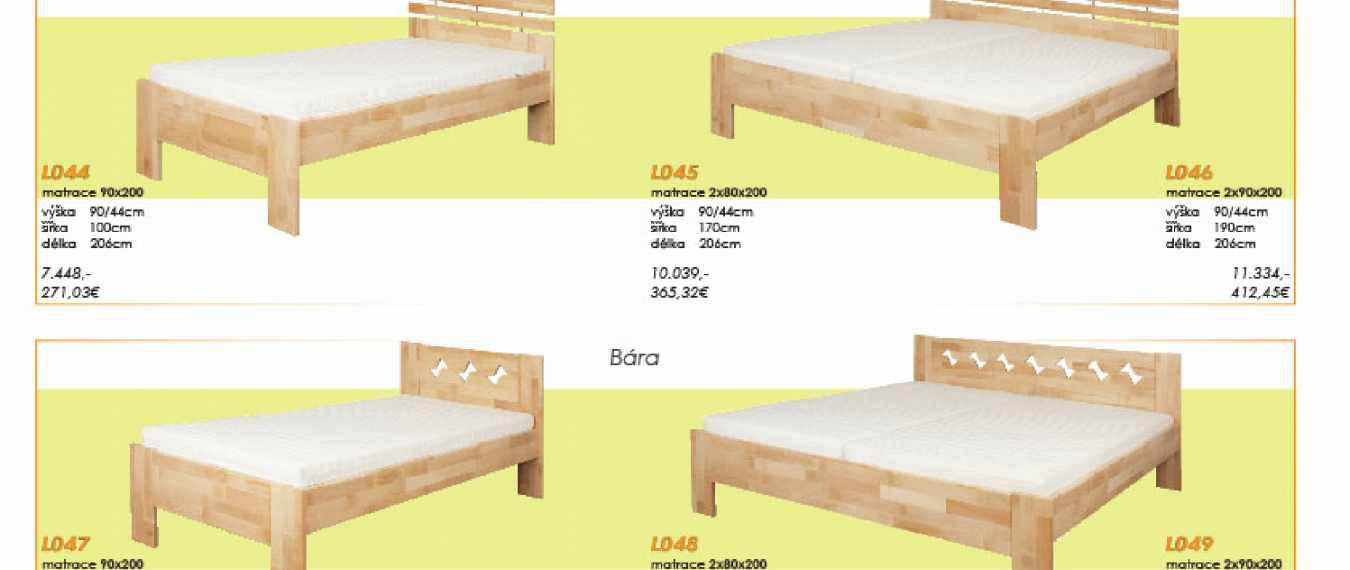 L044
matrace 90x200
výška 90/44cm
šířka 100cm
délka 206cm
7.448,-
271,03€
L045
matrace 2x80x200
výška 90/44cm
šířka 170cm
délka 206cm
10.039,-
365,32€
L046
matrace 2x90x200
výška 90/44cm
šířka 190cm
délka 206cm
11.334,-
412,45€
Bára
L047
matrace 90x200
L048
matrace 2x80x200
L049
matrace 2x90x200